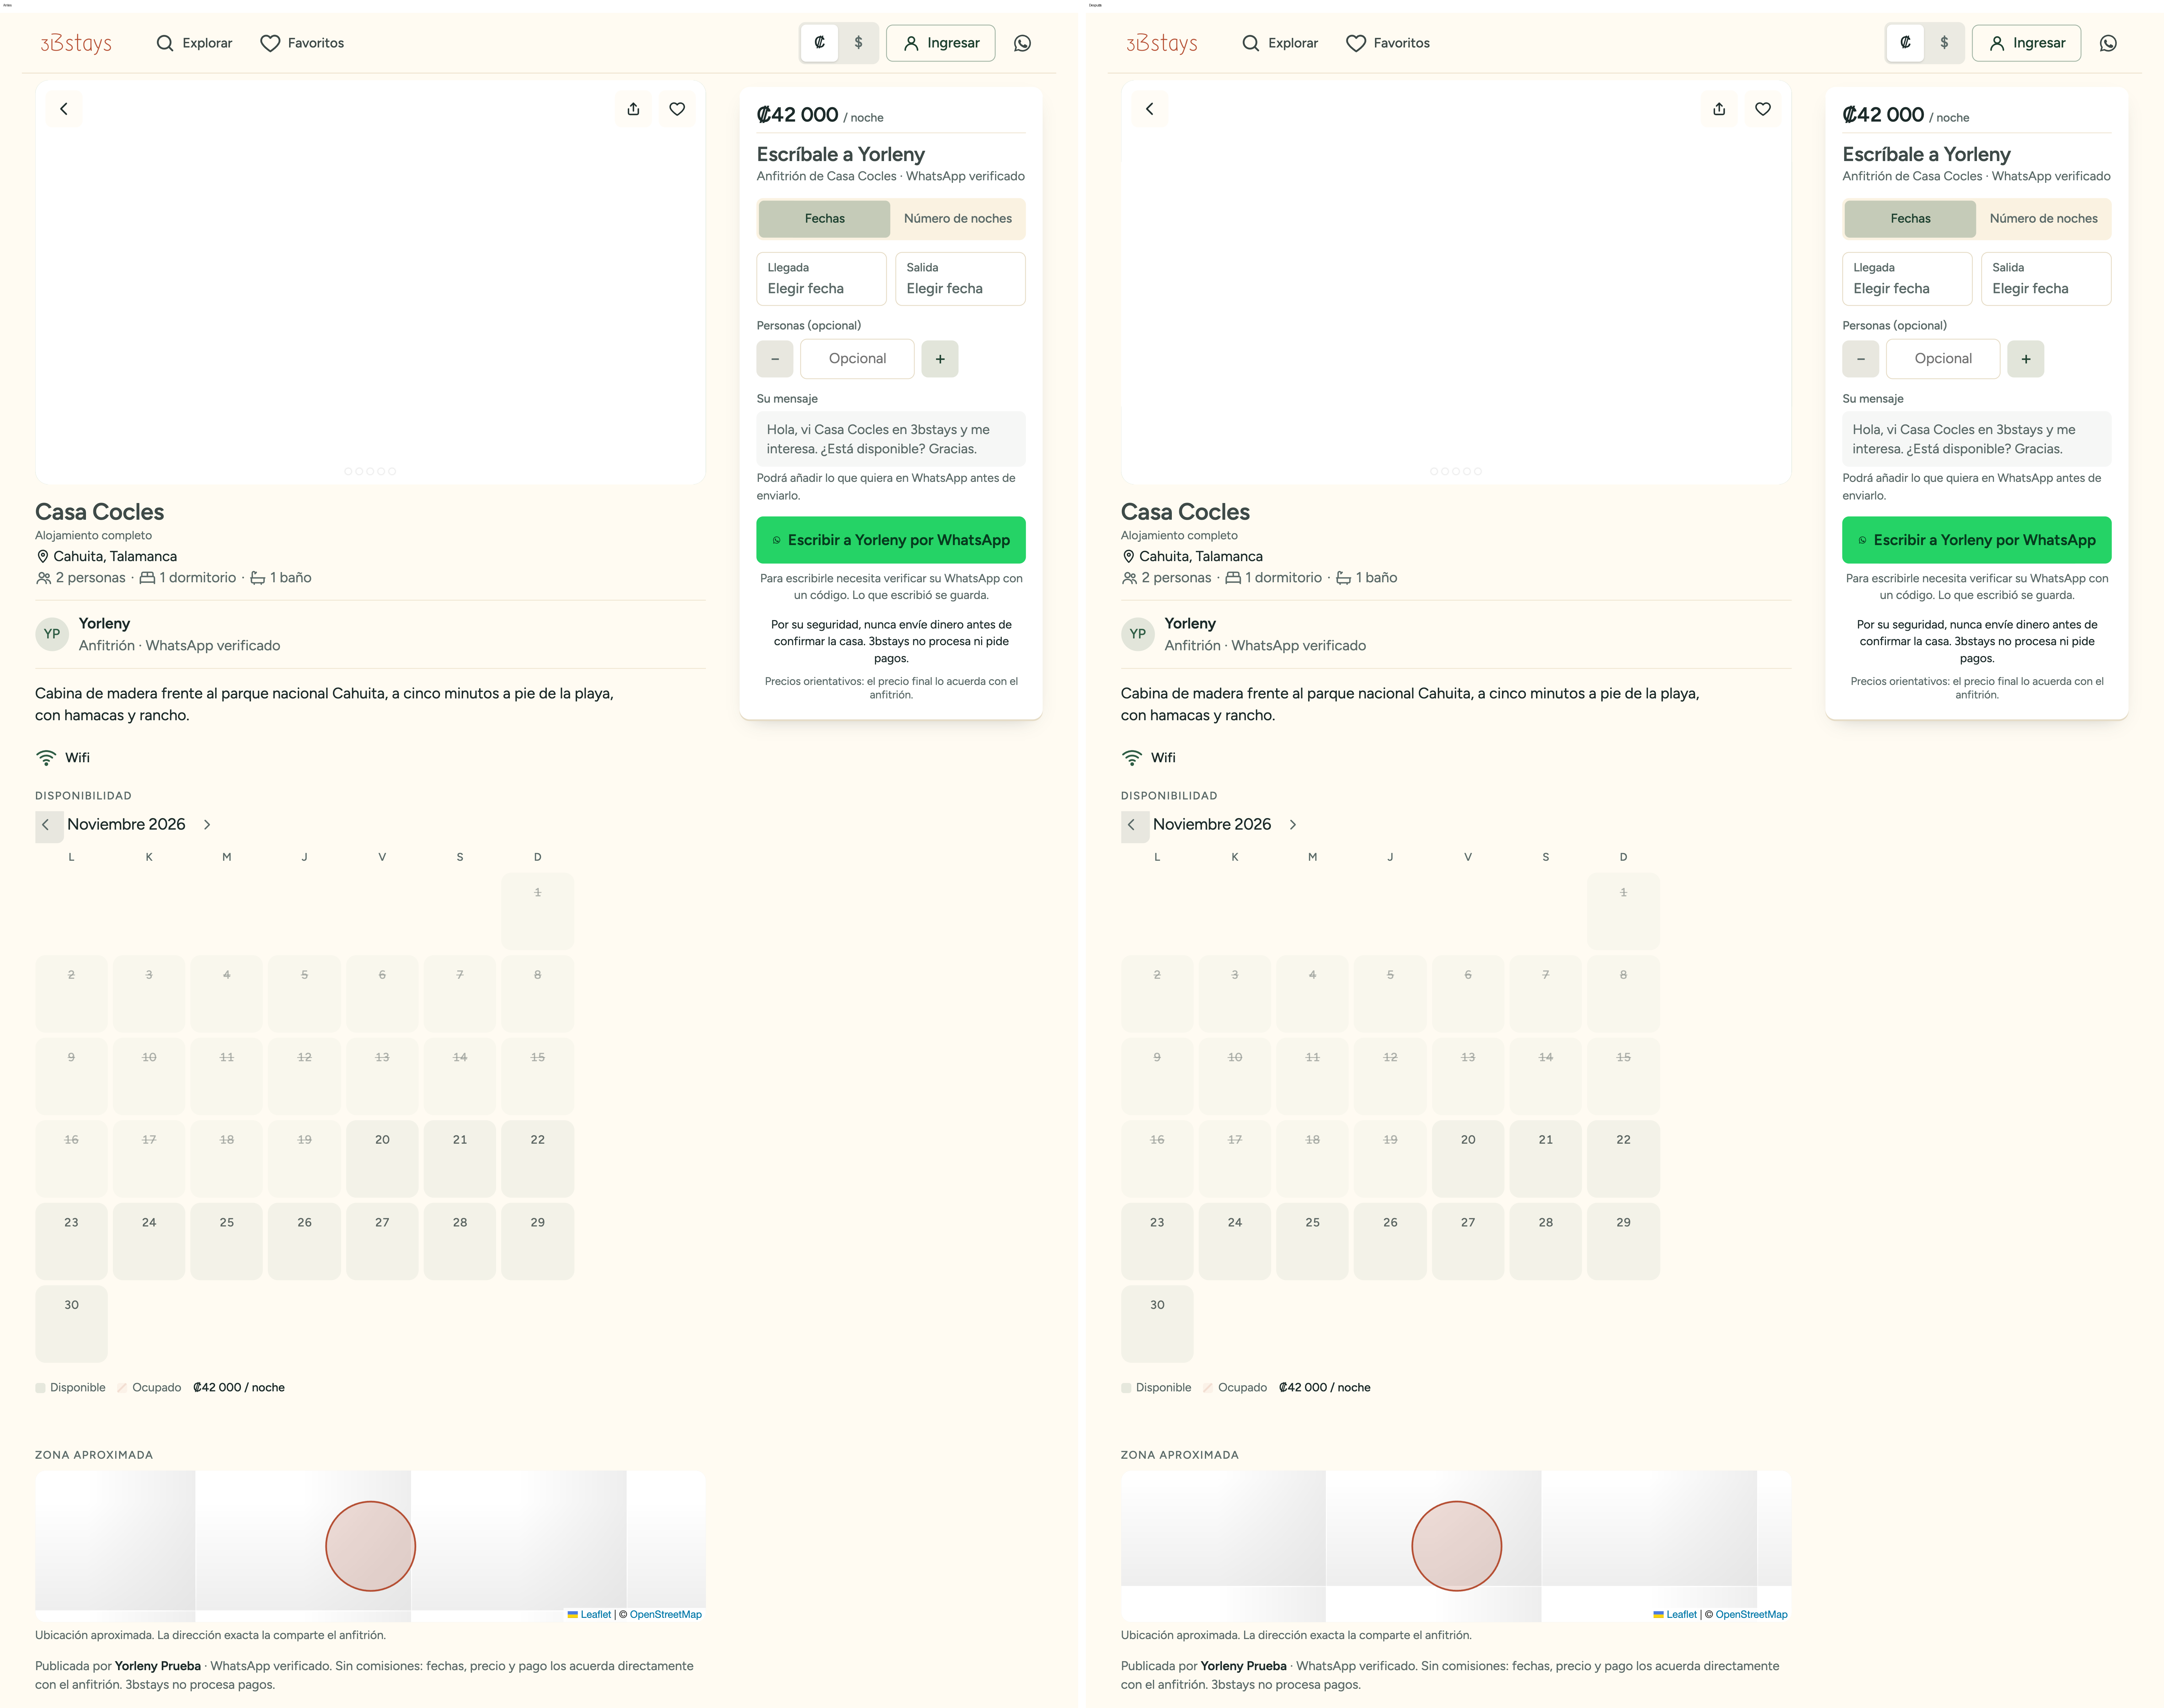 Antes
3Bstays
Explorar
Favoritos
₡
$
Ingresar
₡42 000 / noche
Escríbale a Yorleny
Anfitrión de Casa Cocles · WhatsApp verificado
Fechas
Número de noches
Llegada
Elegir fecha
Salida
Elegir fecha
Personas (opcional)
−
Opcional
+
Su mensaje
Hola, vi Casa Cocles en 3bstays y me
interesa. ¿Está disponible? Gracias.
Podrá añadir lo que quiera en WhatsApp antes de
enviarlo.
Escribir a Yorleny por WhatsApp
Para escribirle necesita verificar su WhatsApp con
un código. Lo que escribió se guarda.
Por su seguridad, nunca envíe dinero antes de
confirmar la casa. 3bstays no procesa ni pide
pagos.
Precios orientativos: el precio final lo acuerda con el
anfitrión.
Casa Cocles
Alojamiento completo
Cahuita, Talamanca
2 personas · 1 dormitorio · 1 baño
YP
Yorleny
Anfitrión · WhatsApp verificado
Cabina de madera frente al parque nacional Cahuita, a cinco minutos a pie de la playa,
con hamacas y rancho.
Wifi
DISPONIBILIDAD
Noviembre 2026
L K M J V S D
1
2 3 4 5 6 7 8
9 10 11 12 13 14 15
16 17 18 19 20 21 22
23 24 25 26 27 28 29
30
Disponible Ocupado ₡42 000 / noche
ZONA APROXIMADA
Leaflet | © OpenStreetMap
Ubicación aproximada. La dirección exacta la comparte el anfitrión.
Publicada por Yorleny Prueba · WhatsApp verificado. Sin comisiones: fechas, precio y pago los acuerda directamente
con el anfitrión. 3bstays no procesa pagos.
Después
3Bstays
Explorar
Favoritos
₡
$
Ingresar
₡42 000 / noche
Escríbale a Yorleny
Anfitrión de Casa Cocles · WhatsApp verificado
Fechas
Número de noches
Llegada
Elegir fecha
Salida
Elegir fecha
Personas (opcional)
−
Opcional
+
Su mensaje
Hola, vi Casa Cocles en 3bstays y me
interesa. ¿Está disponible? Gracias.
Podrá añadir lo que quiera en WhatsApp antes de
enviarlo.
Escribir a Yorleny por WhatsApp
Para escribirle necesita verificar su WhatsApp con
un código. Lo que escribió se guarda.
Por su seguridad, nunca envíe dinero antes de
confirmar la casa. 3bstays no procesa ni pide
pagos.
Precios orientativos: el precio final lo acuerda con el
anfitrión.
Casa Cocles
Alojamiento completo
Cahuita, Talamanca
2 personas · 1 dormitorio · 1 baño
YP
Yorleny
Anfitrión · WhatsApp verificado
Cabina de madera frente al parque nacional Cahuita, a cinco minutos a pie de la playa,
con hamacas y rancho.
Wifi
DISPONIBILIDAD
Noviembre 2026
L K M J V S D
1
2 3 4 5 6 7 8
9 10 11 12 13 14 15
16 17 18 19 20 21 22
23 24 25 26 27 28 29
30
Disponible Ocupado ₡42 000 / noche
ZONA APROXIMADA
Leaflet | © OpenStreetMap
Ubicación aproximada. La dirección exacta la comparte el anfitrión.
Publicada por Yorleny Prueba · WhatsApp verificado. Sin comisiones: fechas, precio y pago los acuerda directamente
con el anfitrión. 3bstays no procesa pagos.